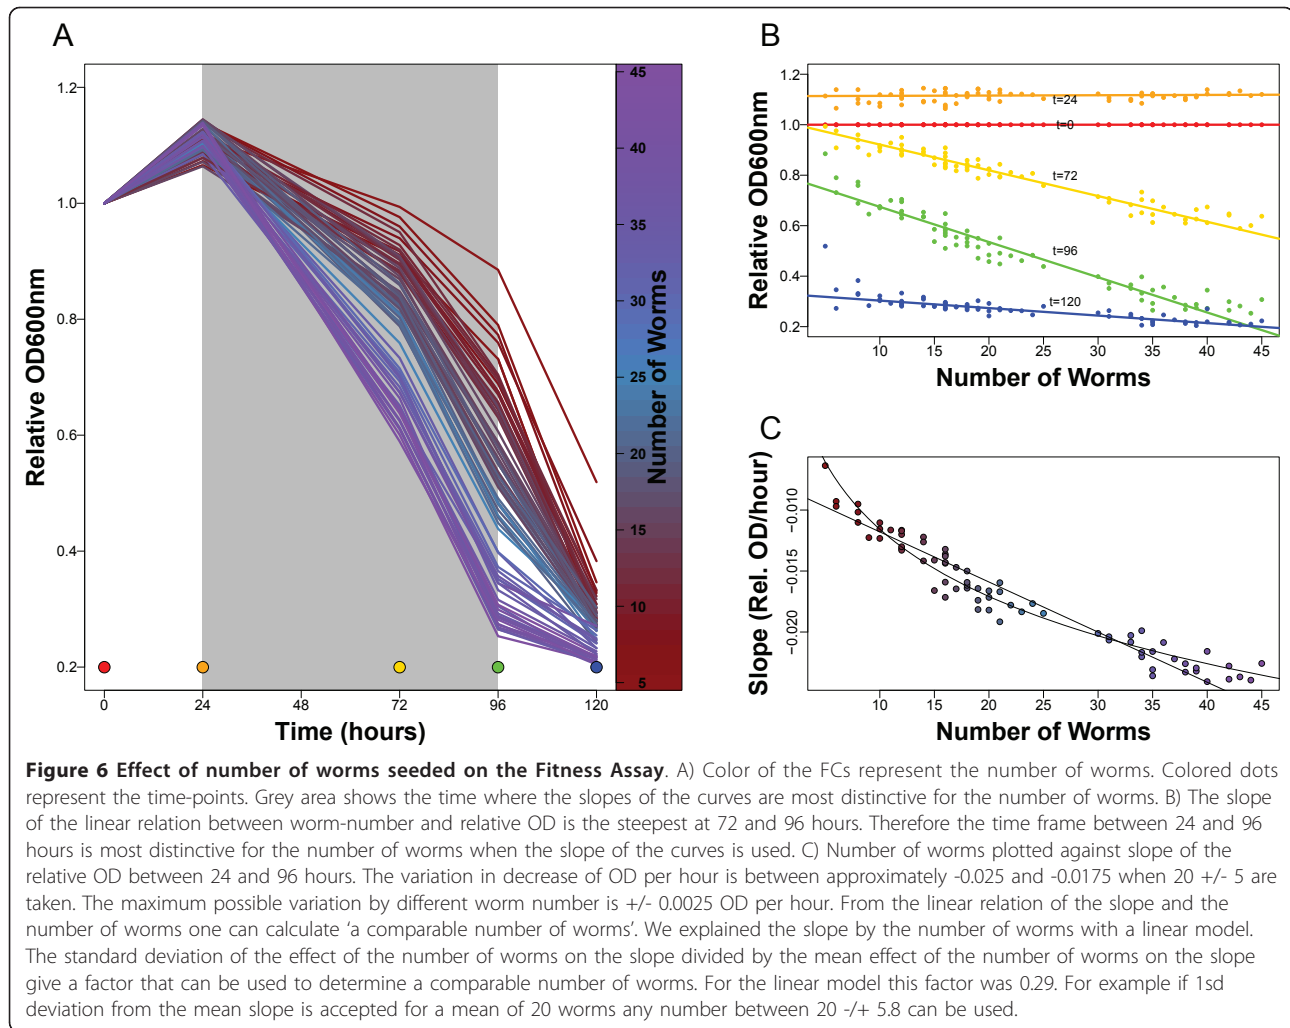 A
1.2
1.0
0.8
0.6
0.4
0.2
Relative OD600nm
0
24
48
72
96
120
Time (hours)
45
40
35
30
25
20
15
10
5
Number of Worms
B
1.2
1.0
0.8
0.6
0.4
0.2
Relative OD600nm
t=24
t=0
t=72
t=96
t=120
10
15
20
25
30
35
40
45
Number of Worms
C
−0.010
−0.015
−0.020
Slope (Rel. OD/hour)
10
15
20
25
30
35
40
45
Number of Worms
Figure 6 Effect of number of worms seeded on the Fitness Assay. A) Color of the FCs represent the number of worms. Colored dots
represent the time-points. Grey area shows the time where the slopes of the curves are most distinctive for the number of worms. B) The slope
of the linear relation between worm-number and relative OD is the steepest at 72 and 96 hours. Therefore the time frame between 24 and 96
hours is most distinctive for the number of worms when the slope of the curves is used. C) Number of worms plotted against slope of the
relative OD between 24 and 96 hours. The variation in decrease of OD per hour is between approximately -0.025 and -0.0175 when 20 +/- 5 are
taken. The maximum possible variation by different worm number is +/- 0.0025 OD per hour. From the linear relation of the slope and the
number of worms one can calculate ‘a comparable number of worms’. We explained the slope by the number of worms with a linear model.
The standard deviation of the effect of the number of worms on the slope divided by the mean effect of the number of worms on the slope
give a factor that can be used to determine a comparable number of worms. For the linear model this factor was 0.29. For example if 1sd
deviation from the mean slope is accepted for a mean of 20 worms any number between 20 -/+ 5.8 can be used.